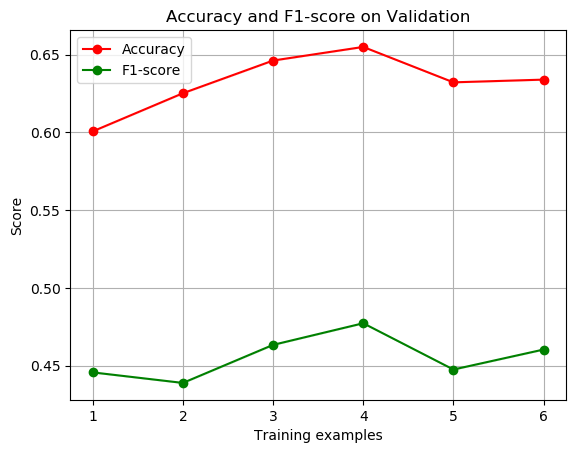 Accuracy and F1-score on Validation
Accuracy
F1-score
0.65
0.60
0.55
0.50
0.45
Score
1 2 3 4 5 6
Training examples